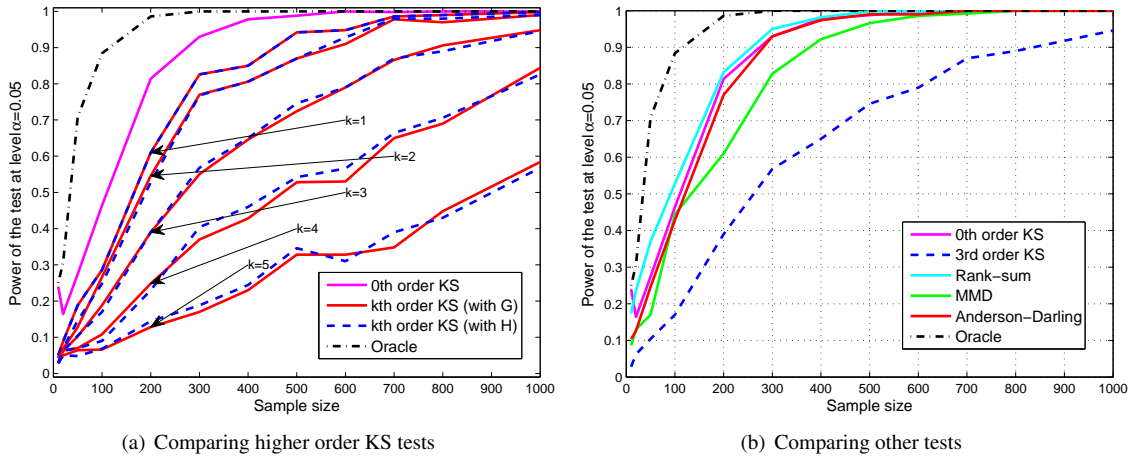 Power of the test at level α=0.05
1
0.9
0.8
0.7
0.6
0.5
0.4
0.3
0.2
0.1
0
0 100 200 300 400 500 600 700 800 900 1000
Sample size
k=1
k=2
k=3
k=4
k=5
0th order KS
kth order KS (with G)
kth order KS (with H)
Oracle
(a) Comparing higher order KS tests
Power of the test at level α=0.05
1
0.9
0.8
0.7
0.6
0.5
0.4
0.3
0.2
0.1
0
0 100 200 300 400 500 600 700 800 900 1000
Sample size
0th order KS
3rd order KS
Rank−sum
MMD
Anderson−Darling
Oracle
(b) Comparing other tests